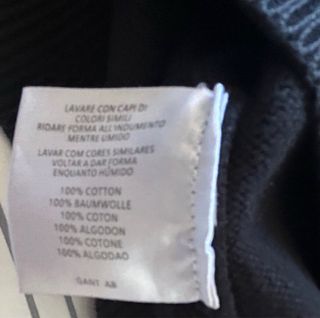 LAVARE CON CAPI DI
COLORI SIMILI
RIDARE FORMA ALL'INDUMENTO
MENTRE UMIDO
LAVAR COM CORES SIMILARES
VOLTAR A DAR FORMA
ENQUANTO HÚMIDO
100% COTTON
100% BAUMWOLLE
100% COTON
100% ALGODON
100% COTONE
100% ALGODAO
GANT AB